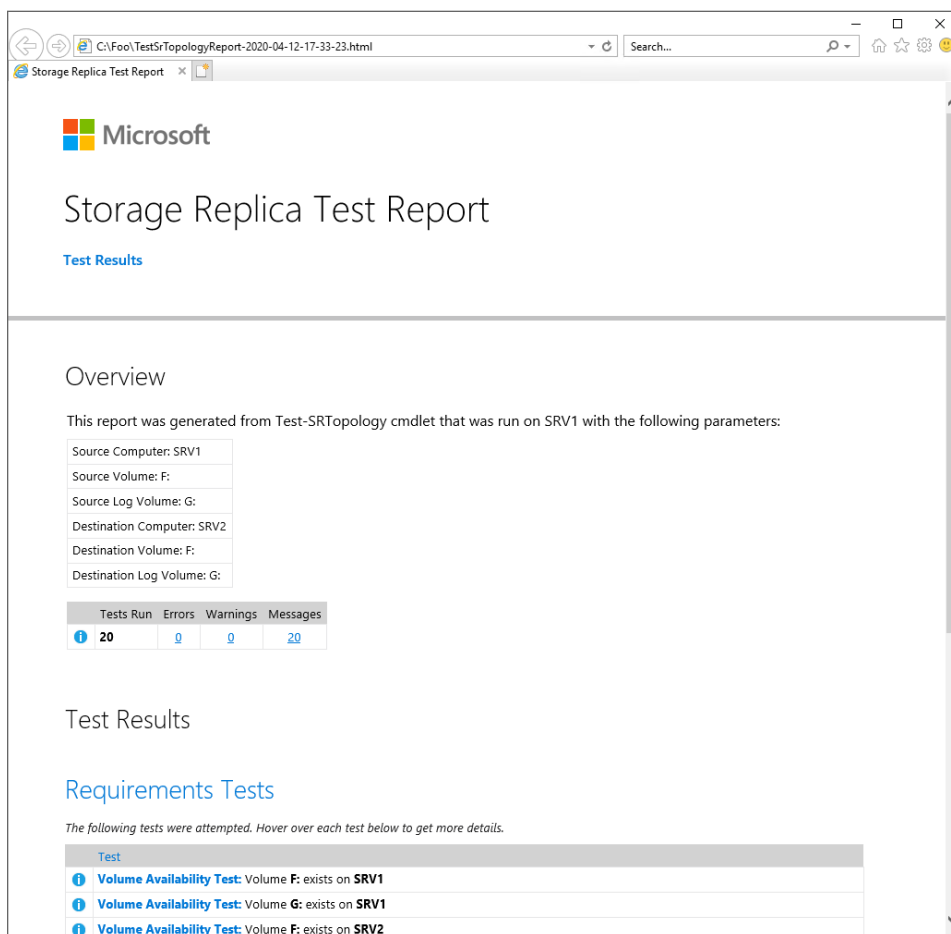 C:\Foo\TestSrTopologyReport-2020-04-12-17-33-23.html
Search...
Storage Replica Test Report
Microsoft
Storage Replica Test Report
Test Results
Overview
This report was generated from Test-SRTopology cmdlet that was run on SRV1 with the following parameters:
Source Computer: SRV1
Source Volume: F:
Source Log Volume: G:
Destination Computer: SRV2
Destination Volume: F:
Destination Log Volume: G:
Tests Run Errors Warnings Messages
20 0 0 20
Test Results
Requirements Tests
The following tests were attempted. Hover over each test below to get more details.
Test
Volume Availability Test: Volume F: exists on SRV1
Volume Availability Test: Volume G: exists on SRV1
Volume Availability Test: Volume F: exists on SRV2